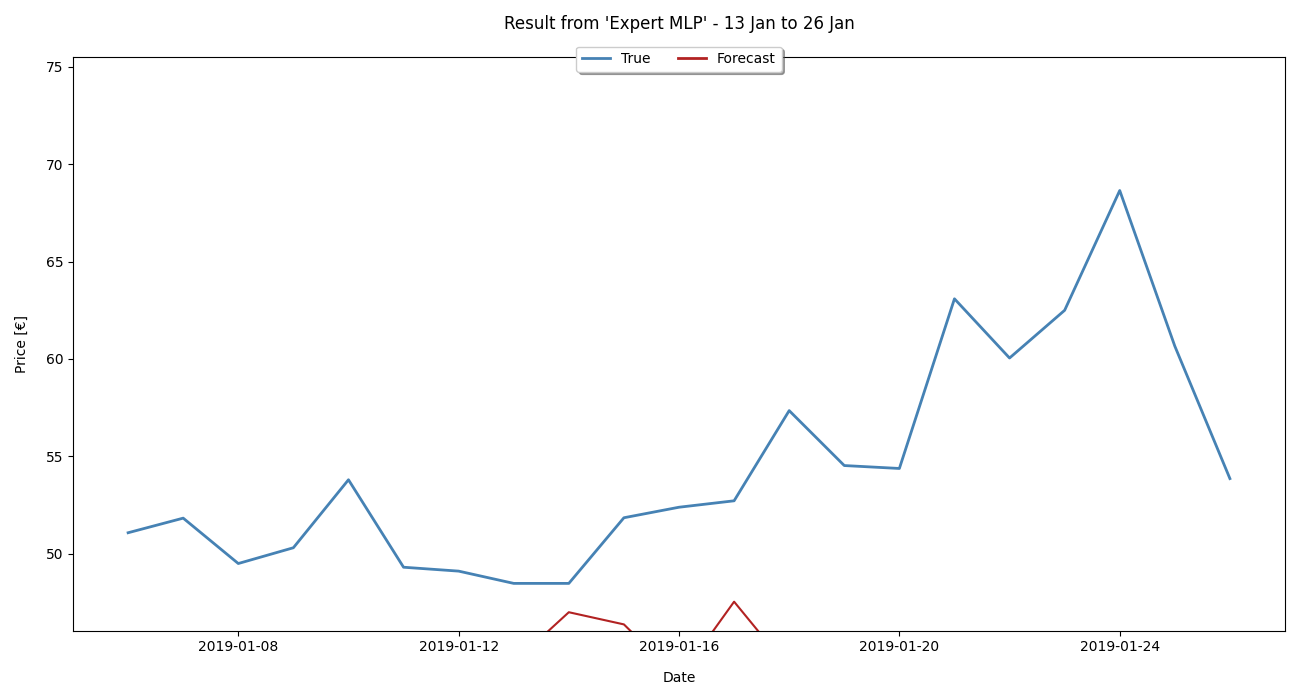 Result from 'Expert MLP' - 13 Jan to 26 Jan
True Forecast
75
70
65
60
55
50
Price [€]
2019-01-08 2019-01-12 2019-01-16 2019-01-20 2019-01-24
Date